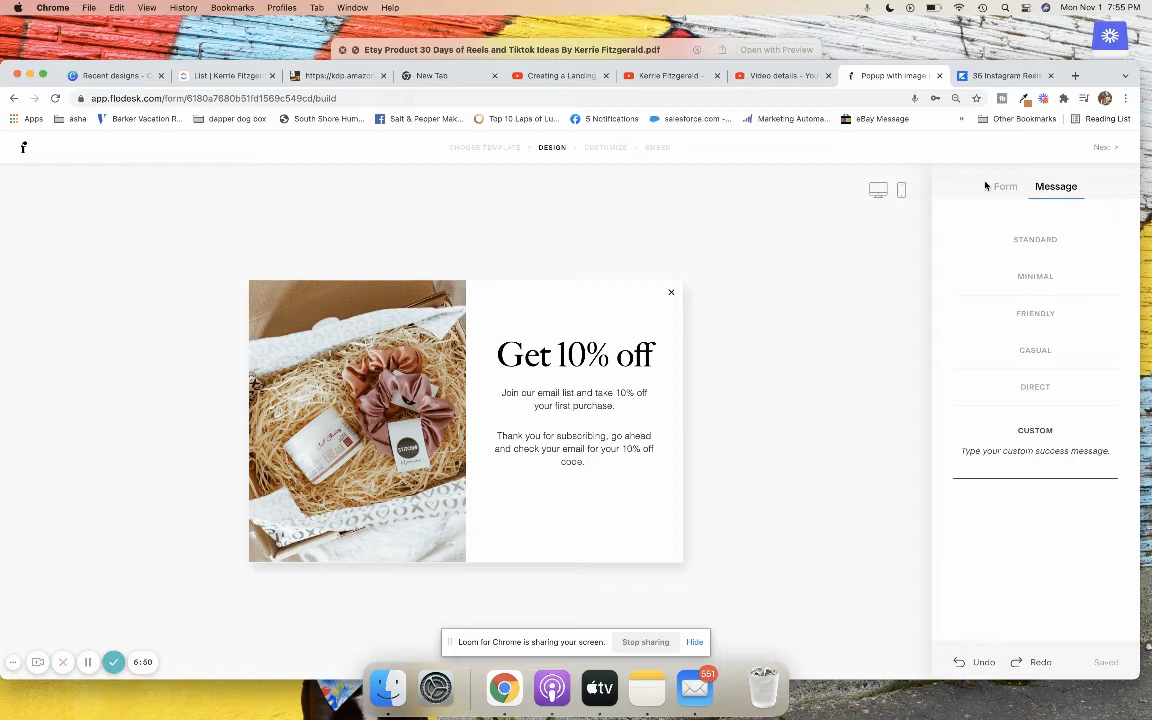 Chrome File Edit View History Bookmarks Profiles Tab Window Help Mon Nov 1 7:55 PM
Etsy Product 30 Days of Reels and Tiktok Ideas By Kerrie Fitzgerald.pdf Open with Preview
Recent designs - C List | Kerrie Fitzger https://kdp.amazon New Tab Creating a Landing Kerrie Fitzgerald - Video details - You Popup with image 36 Instagram Reels
app.flodesk.com/form/6180a7680b51fd1569c549cd/build
Apps asha Barker Vacation R... dapper dog box South Shore Hum... Salt & Pepper Mak... Top 10 Laps of Lu... 5 Notifications salesforce.com -... Marketing Automa... eBay Message » Other Bookmarks Reading List
CHOOSE TEMPLATE DESIGN CUSTOMIZE EMBED Next >
Form Message
STANDARD
MINIMAL
FRIENDLY
CASUAL
DIRECT
CUSTOM
Type your custom success message.
Get 10% off
Join our email list and take 10% off
your first purchase.
Thank you for subscribing, go ahead
and check your email for your 10% off
code.
Loom for Chrome is sharing your screen. Stop sharing Hide
6:50
Undo Redo Saved
551
tv